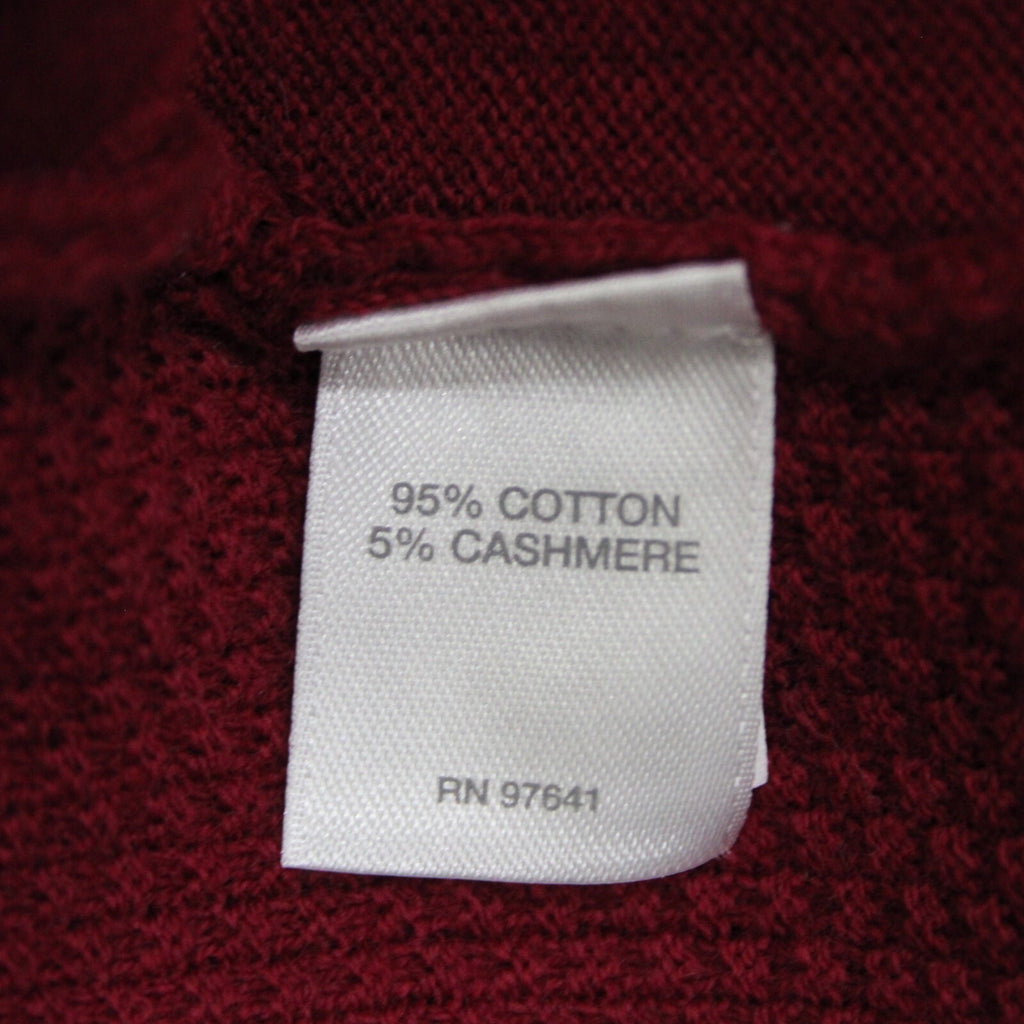 95% COTTON
5% CASHMERE
RN 97641